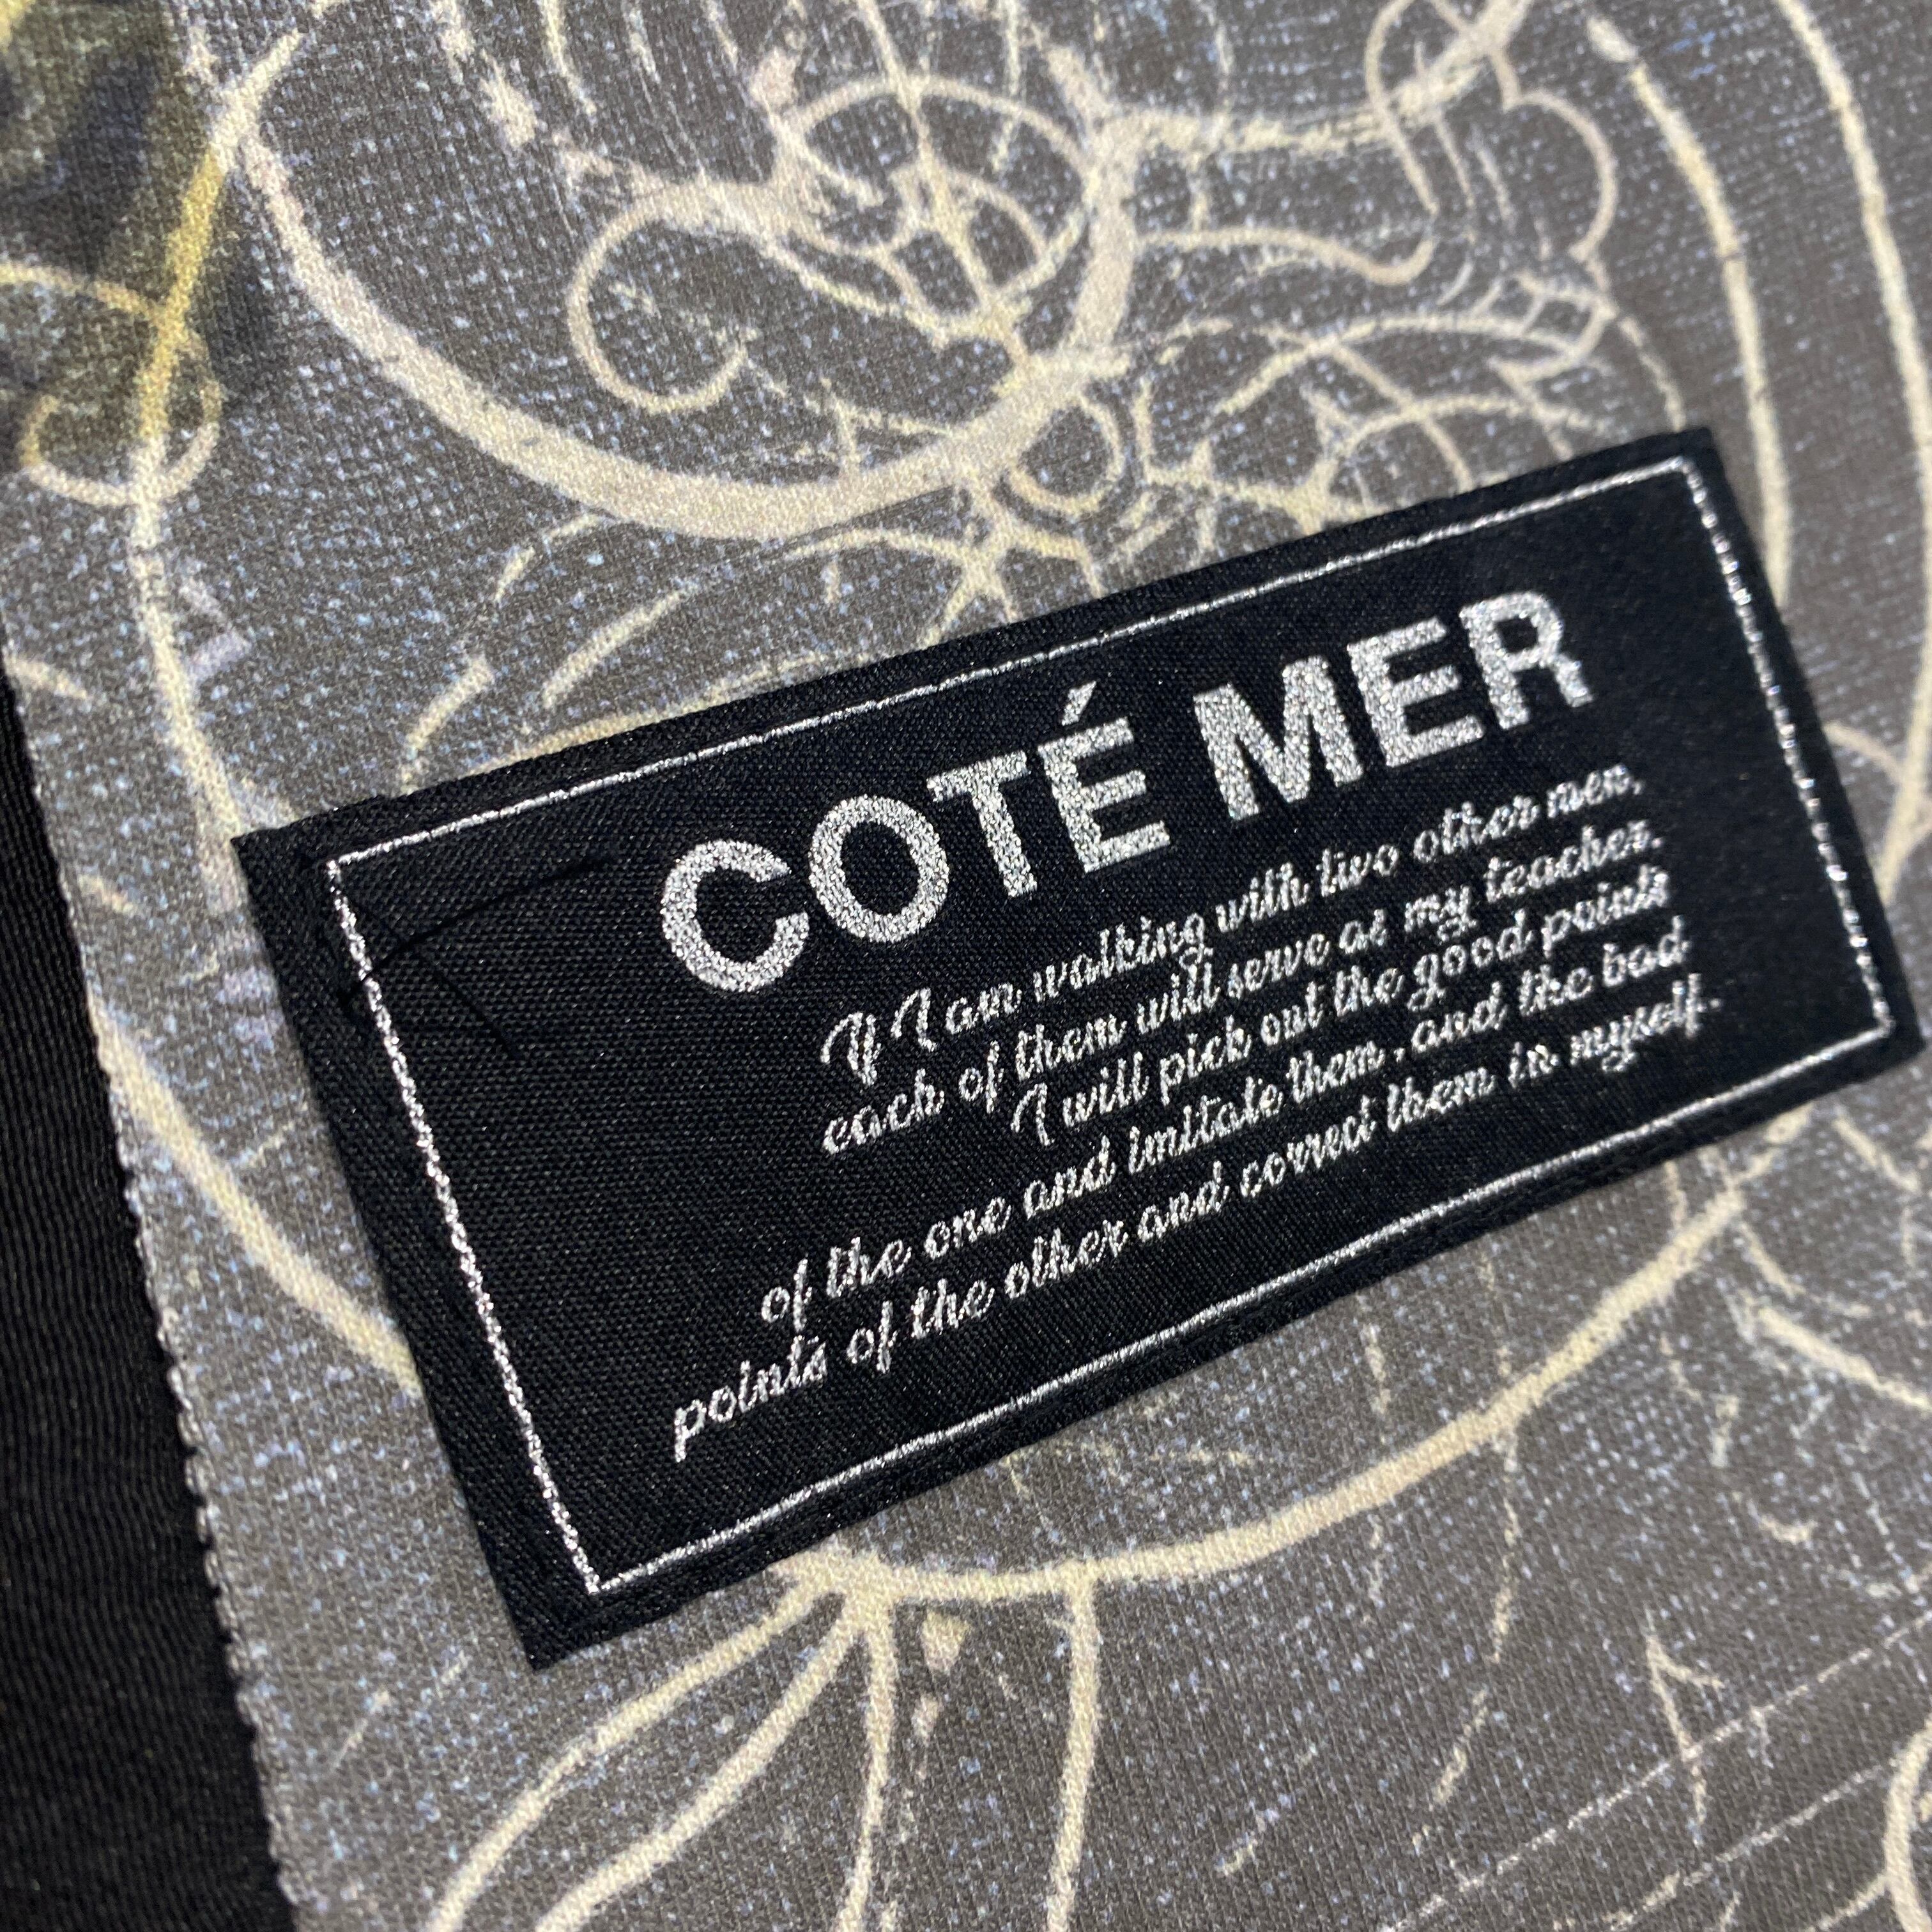 COTÉ MER
If I am walking with two other men,
each of them will serve as my teacher.
I will pick out the good points
of the one and imitate them, and the bad
points of the other and correct them in myself.